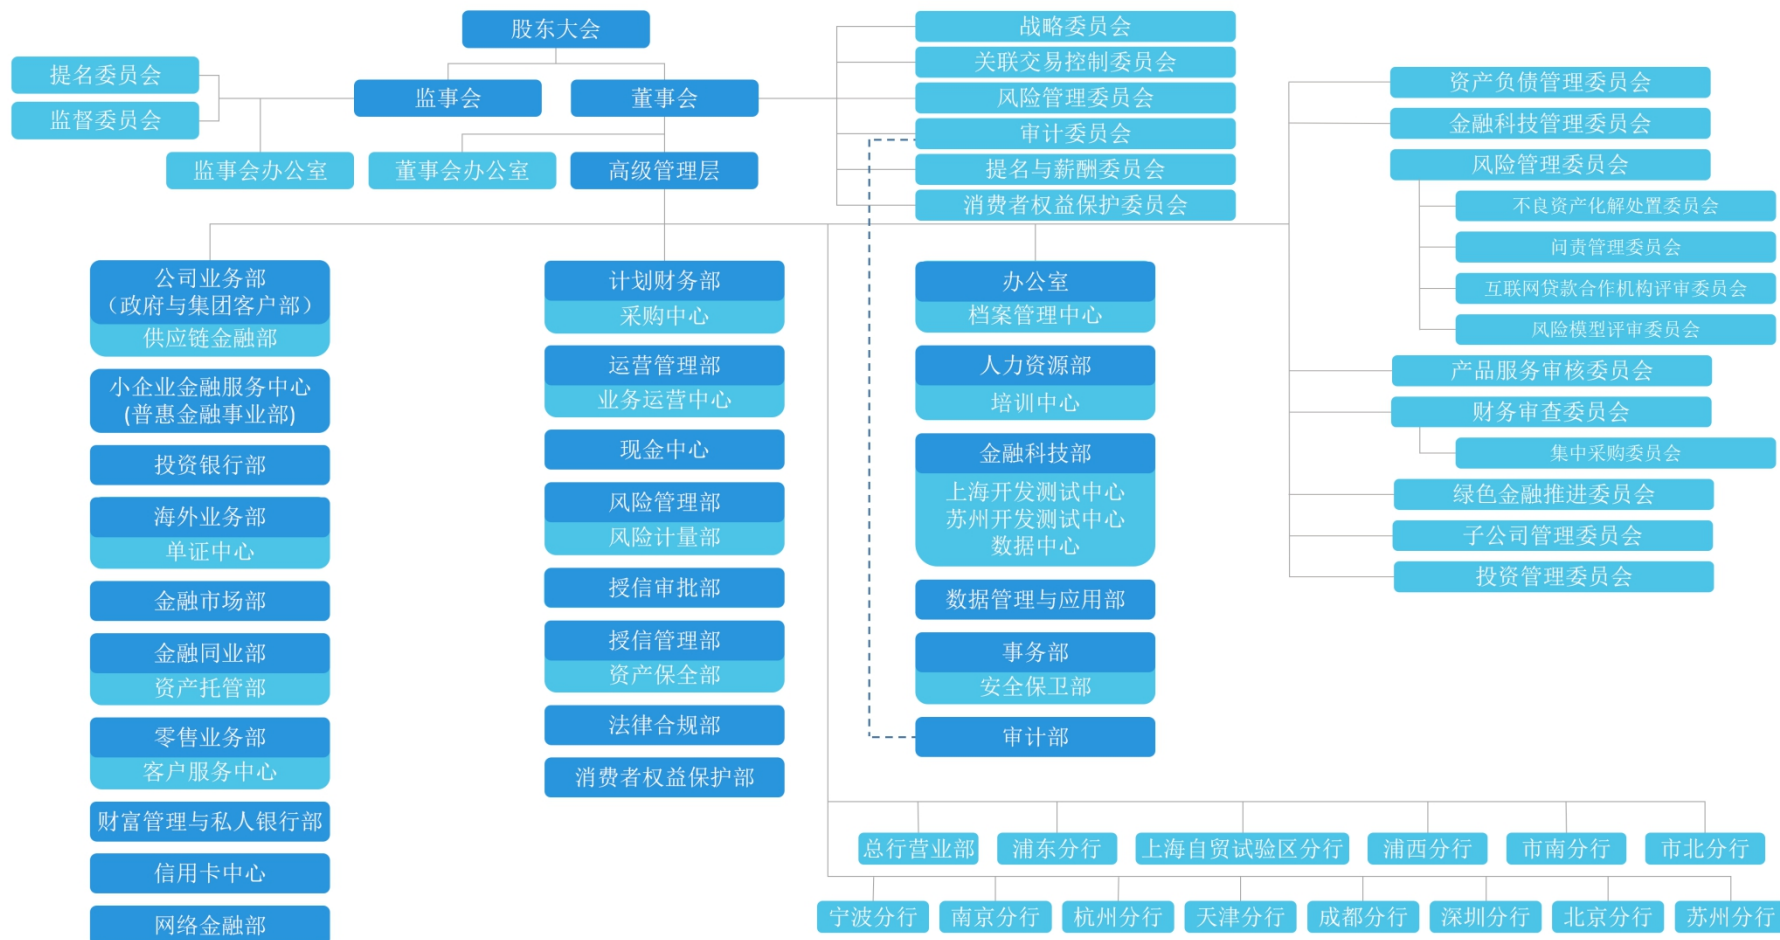 股东大会
提名委员会
监督委员会
监事会
董事会
监事会办公室
董事会办公室
高级管理层
战略委员会
关联交易控制委员会
风险管理委员会
审计委员会
提名与薪酬委员会
消费者权益保护委员会
资产负债管理委员会
金融科技管理委员会
风险管理委员会
不良资产化解处置委员会
问责管理委员会
互联网贷款合作机构评审委员会
风险模型评审委员会
产品服务审核委员会
财务审查委员会
集中采购委员会
绿色金融推进委员会
子公司管理委员会
投资管理委员会
公司业务部
（政府与集团客户部）
供应链金融部
小企业金融服务中心
(普惠金融事业部)
投资银行部
海外业务部
单证中心
金融市场部
金融同业部
资产托管部
零售业务部
客户服务中心
财富管理与私人银行部
信用卡中心
网络金融部
计划财务部
采购中心
运营管理部
业务运营中心
现金中心
风险管理部
风险计量部
授信审批部
授信管理部
资产保全部
法律合规部
消费者权益保护部
办公室
档案管理中心
人力资源部
培训中心
金融科技部
上海开发测试中心
苏州开发测试中心
数据中心
数据管理与应用部
事务部
安全保卫部
审计部
总行营业部
浦东分行
上海自贸试验区分行
浦西分行
市南分行
市北分行
宁波分行
南京分行
杭州分行
天津分行
成都分行
深圳分行
北京分行
苏州分行